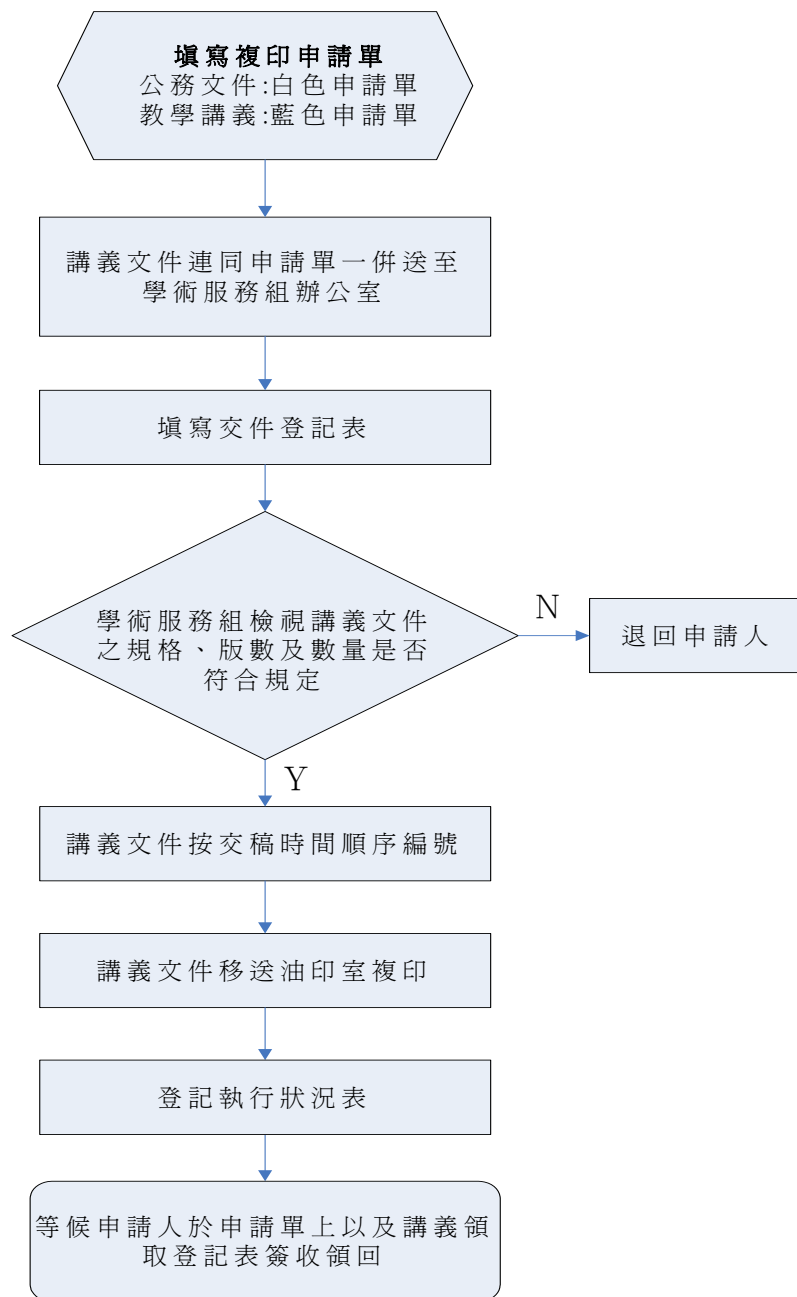 填寫複印申請單
公務文件:白色申請單
教學講義:藍色申請單
講義文件連同申請單一併送至
學術服務組辦公室
填寫交件登記表
學術服務組檢視講義文件
之規格、版數及數量是否
符合規定
N
退回申請人
Y
講義文件按交稿時間順序編號
講義文件移送油印室複印
登記執行狀況表
等候申請人於申請單上以及講義領
取登記表簽收領回